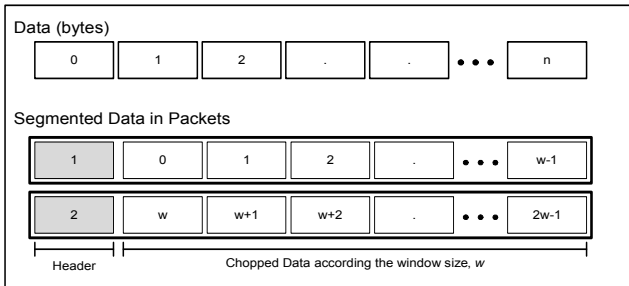 Data (bytes)
0 1 2 . . • • • n
Segmented Data in Packets
1 0 1 2 . • • • w-1
2 w w+1 w+2 . • • • 2w-1
Header Chopped Data according the window size, w